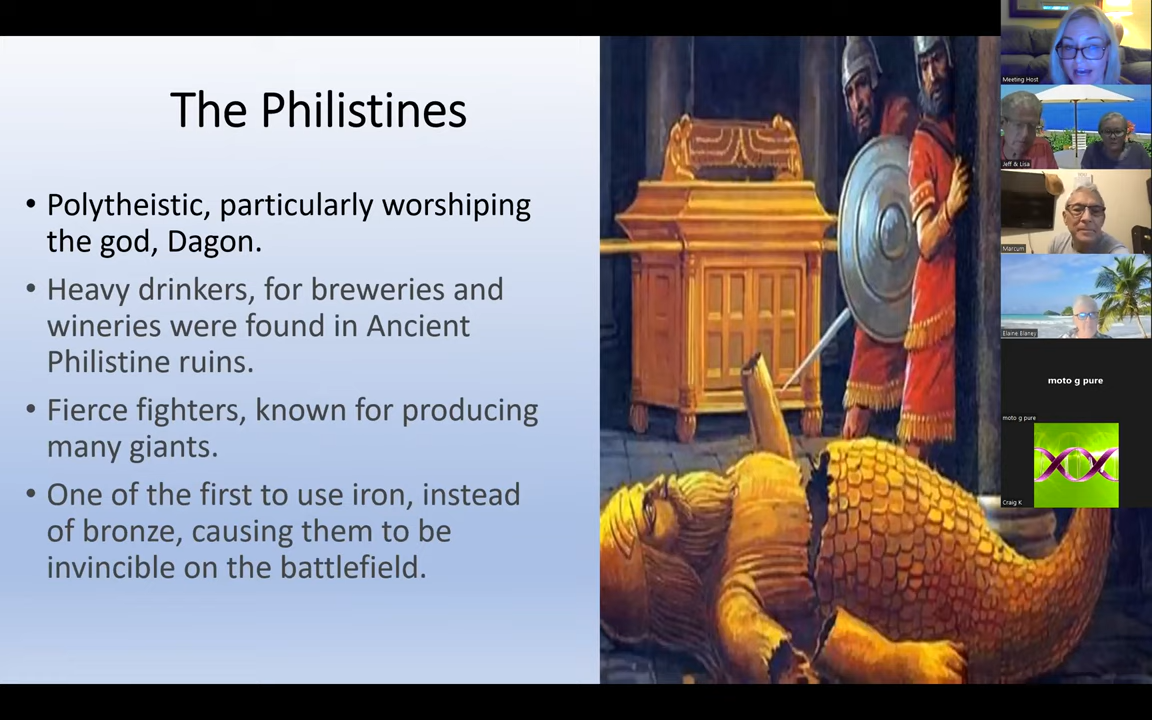 The Philistines
• Polytheistic, particularly worshiping
the god, Dagon.
• Heavy drinkers, for breweries and
wineries were found in Ancient
Philistine ruins.
• Fierce fighters, known for producing
many giants.
• One of the first to use iron, instead
of bronze, causing them to be
invincible on the battlefield.
Meeting Host
Jeff & Lisa
Marcum
Elaine Blaney
moto g pure
moto g pure
Craig K